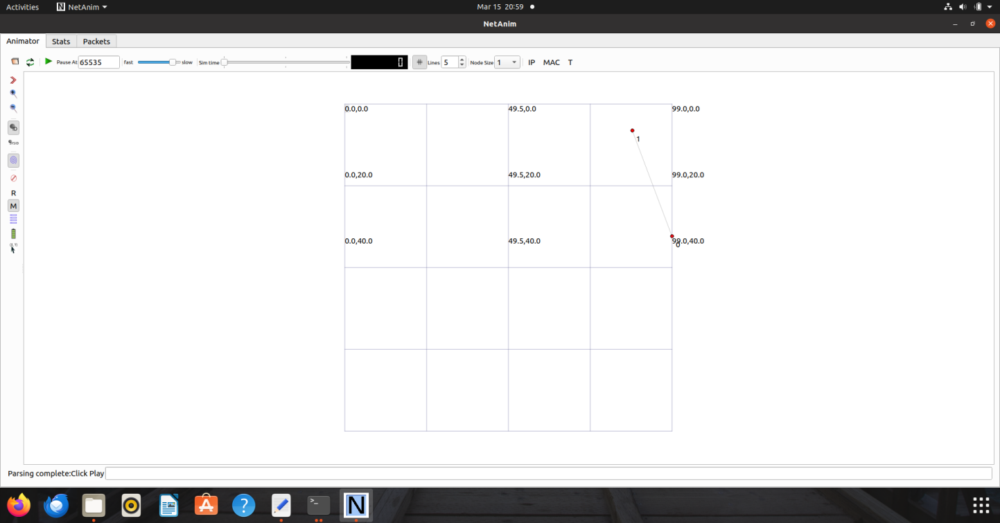 Activities NetAnim Mar 15 20:59
NetAnim
Animator Stats Packets
Pause At 65535 fast slow Sim time 0 # Lines 5 Node Size 1 IP MAC T
0.0,0.0 49.5,0.0 99.0,0.0
1
SYSID
0.0,20.0 49.5,20.0 99.0,20.0
R
M
0.0,40.0 49.5,40.0 99.0,40.0
0
Parsing complete:Click Play